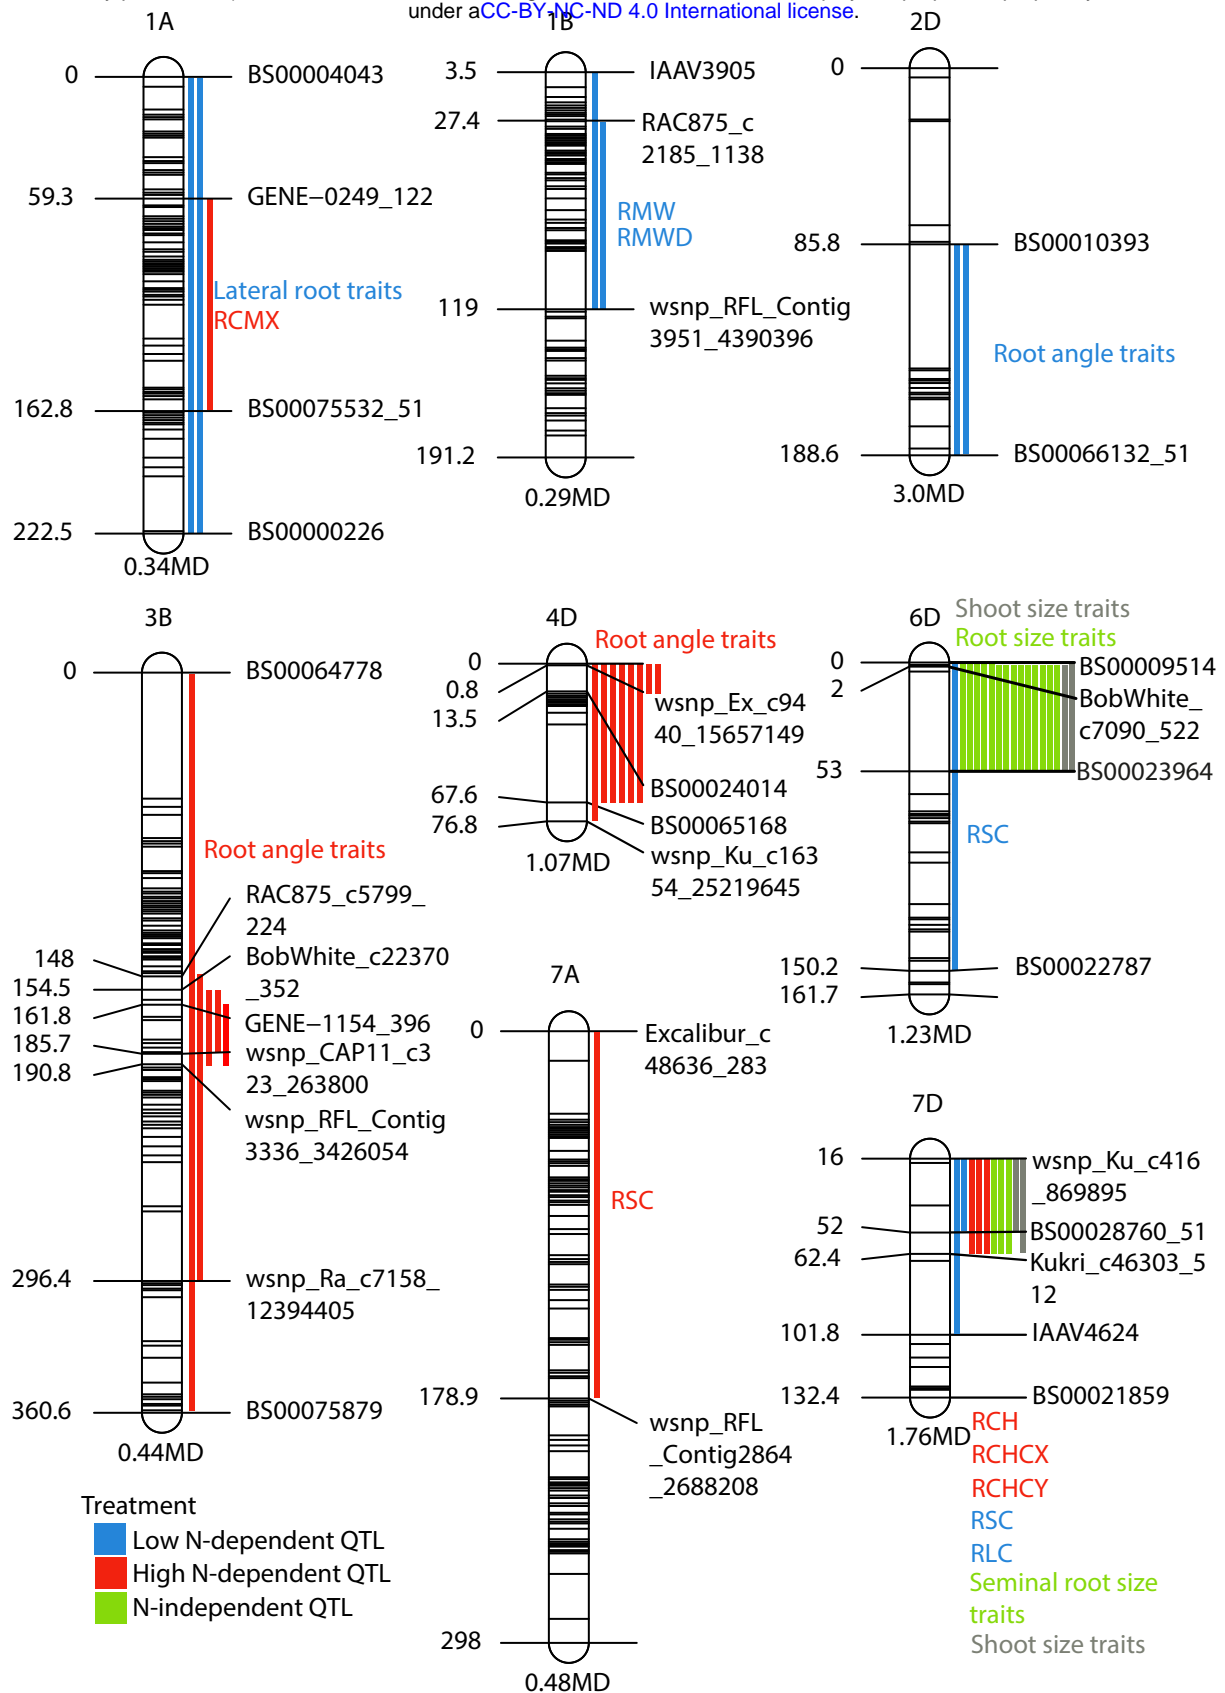 under aCC-BY-NC-ND 4.0 International license.
1A
0
BS00004043
59.3
GENE–0249_122
Lateral root traits
RCMX
162.8
BS00075532_51
222.5
BS00000226
0.34MD
1B
3.5
IAAV3905
27.4
RAC875_c
2185_1138
RMW
RMWD
119
wsnp_RFL_Contig
3951_4390396
191.2
0.29MD
2D
0
85.8
BS00010393
Root angle traits
188.6
BS00066132_51
3.0MD
3B
0
BS00064778
Root angle traits
RAC875_c5799_
224
148
BobWhite_c22370
_352
154.5
161.8
GENE–1154_396
185.7
wsnp_CAP11_c3
23_263800
190.8
wsnp_RFL_Contig
3336_3426054
296.4
wsnp_Ra_c7158_
12394405
360.6
BS00075879
0.44MD
4D
Root angle traits
0
0.8
wsnp_Ex_c94
40_15657149
13.5
BS00024014
67.6
BS00065168
76.8
wsnp_Ku_c163
54_25219645
1.07MD
6D
Shoot size traits
Root size traits
0
BS00009514
2
BobWhite_
c7090_522
53
BS00023964
RSC
150.2
BS00022787
161.7
1.23MD
7A
0
Excalibur_c
48636_283
RSC
178.9
wsnp_RFL
_Contig2864
_2688208
298
0.48MD
7D
16
wsnp_Ku_c416
_869895
52
BS00028760_51
62.4
Kukri_c46303_5
12
101.8
IAAV4624
132.4
BS00021859
1.76MD
RCH
RCHCX
RCHCY
RSC
RLC
Seminal root size
traits
Shoot size traits
Treatment
Low N-dependent QTL
High N-dependent QTL
N-independent QTL